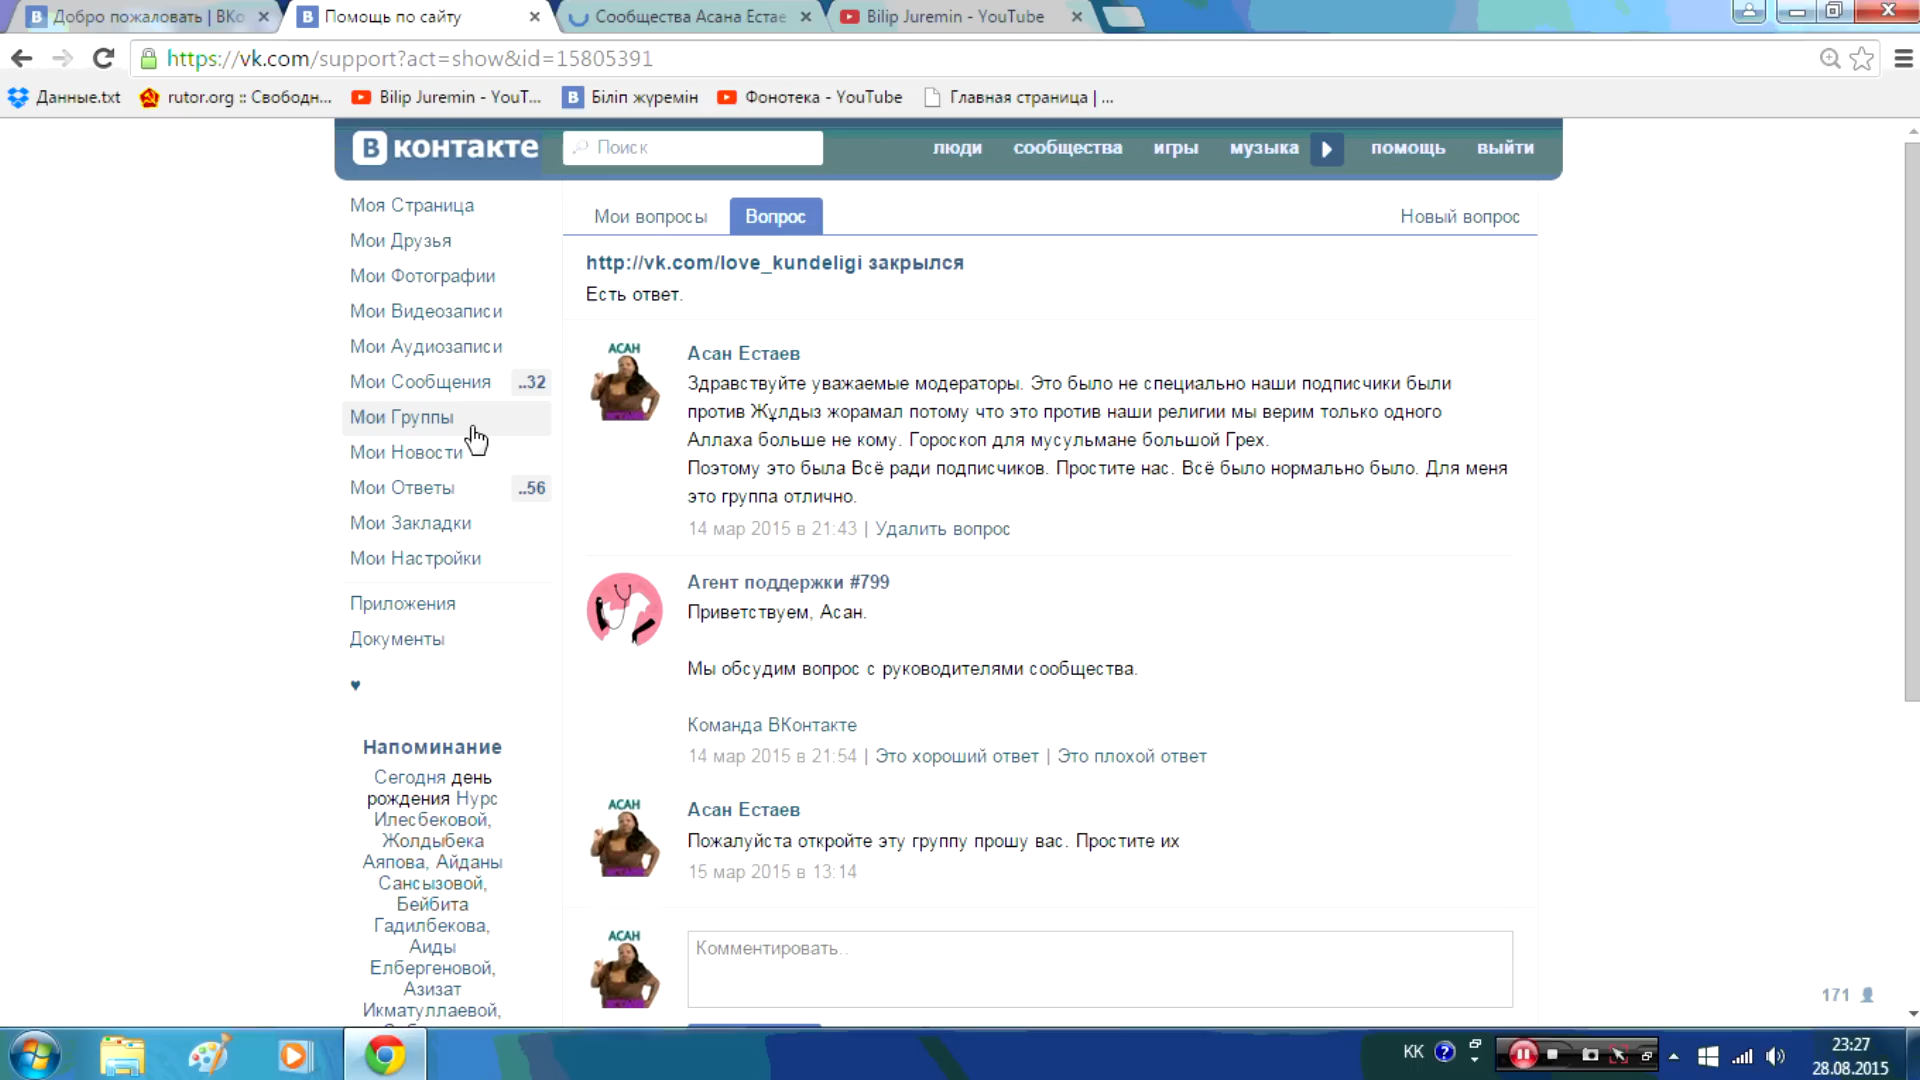 Добро пожаловать | ВКо
Помощь по сайту
Сообщества Асана Естае
Bilip Juremin - YouTube
https://vk.com/support?act=show&id=15805391
Данные.txt
rutor.org :: Свободн...
Bilip Juremin - YouT...
Біліп жүремін
Фонотека - YouTube
Главная страница | ...
В контакте
Поиск
люди
сообщества
игры
музыка
помощь
выйти
Моя Страница
Мои Друзья
Мои Фотографии
Мои Видеозаписи
Мои Аудиозаписи
Мои Сообщения ..32
Мои Группы
Мои Новости
Мои Ответы ..56
Мои Закладки
Мои Настройки
Приложения
Документы
♥
Напоминание
Сегодня день
рождения Нурс
Илесбековой,
Жолдыбека
Аяпова, Айданы
Сансызовой,
Бейбита
Гадилбекова,
Аиды
Елбергеновой,
Азизат
Икматуллаевой,
Мои вопросы
Вопрос
Новый вопрос
http://vk.com/love_kundeligi закрылся
Есть ответ.
АСАН
Асан Естаев
Здравствуйте уважаемые модераторы. Это было не специально наши подписчики были
против Жұлдыз жорамал потому что это против наши религии мы верим только одного
Аллаха больше не кому. Гороскоп для мусульмане большой Грех.
Поэтому это была Всё ради подписчиков. Простите нас. Всё было нормально было. Для меня
это группа отлично.
14 мар 2015 в 21:43 | Удалить вопрос
Агент поддержки #799
Приветствуем, Асан.
Мы обсудим вопрос с руководителями сообщества.
Команда ВКонтакте
14 мар 2015 в 21:54 | Это хороший ответ | Это плохой ответ
АСАН
Асан Естаев
Пожалуйста откройте эту группу прошу вас. Простите их
15 мар 2015 в 13:14
АСАН
Комментировать..
171
KK
23:27
28.08.2015